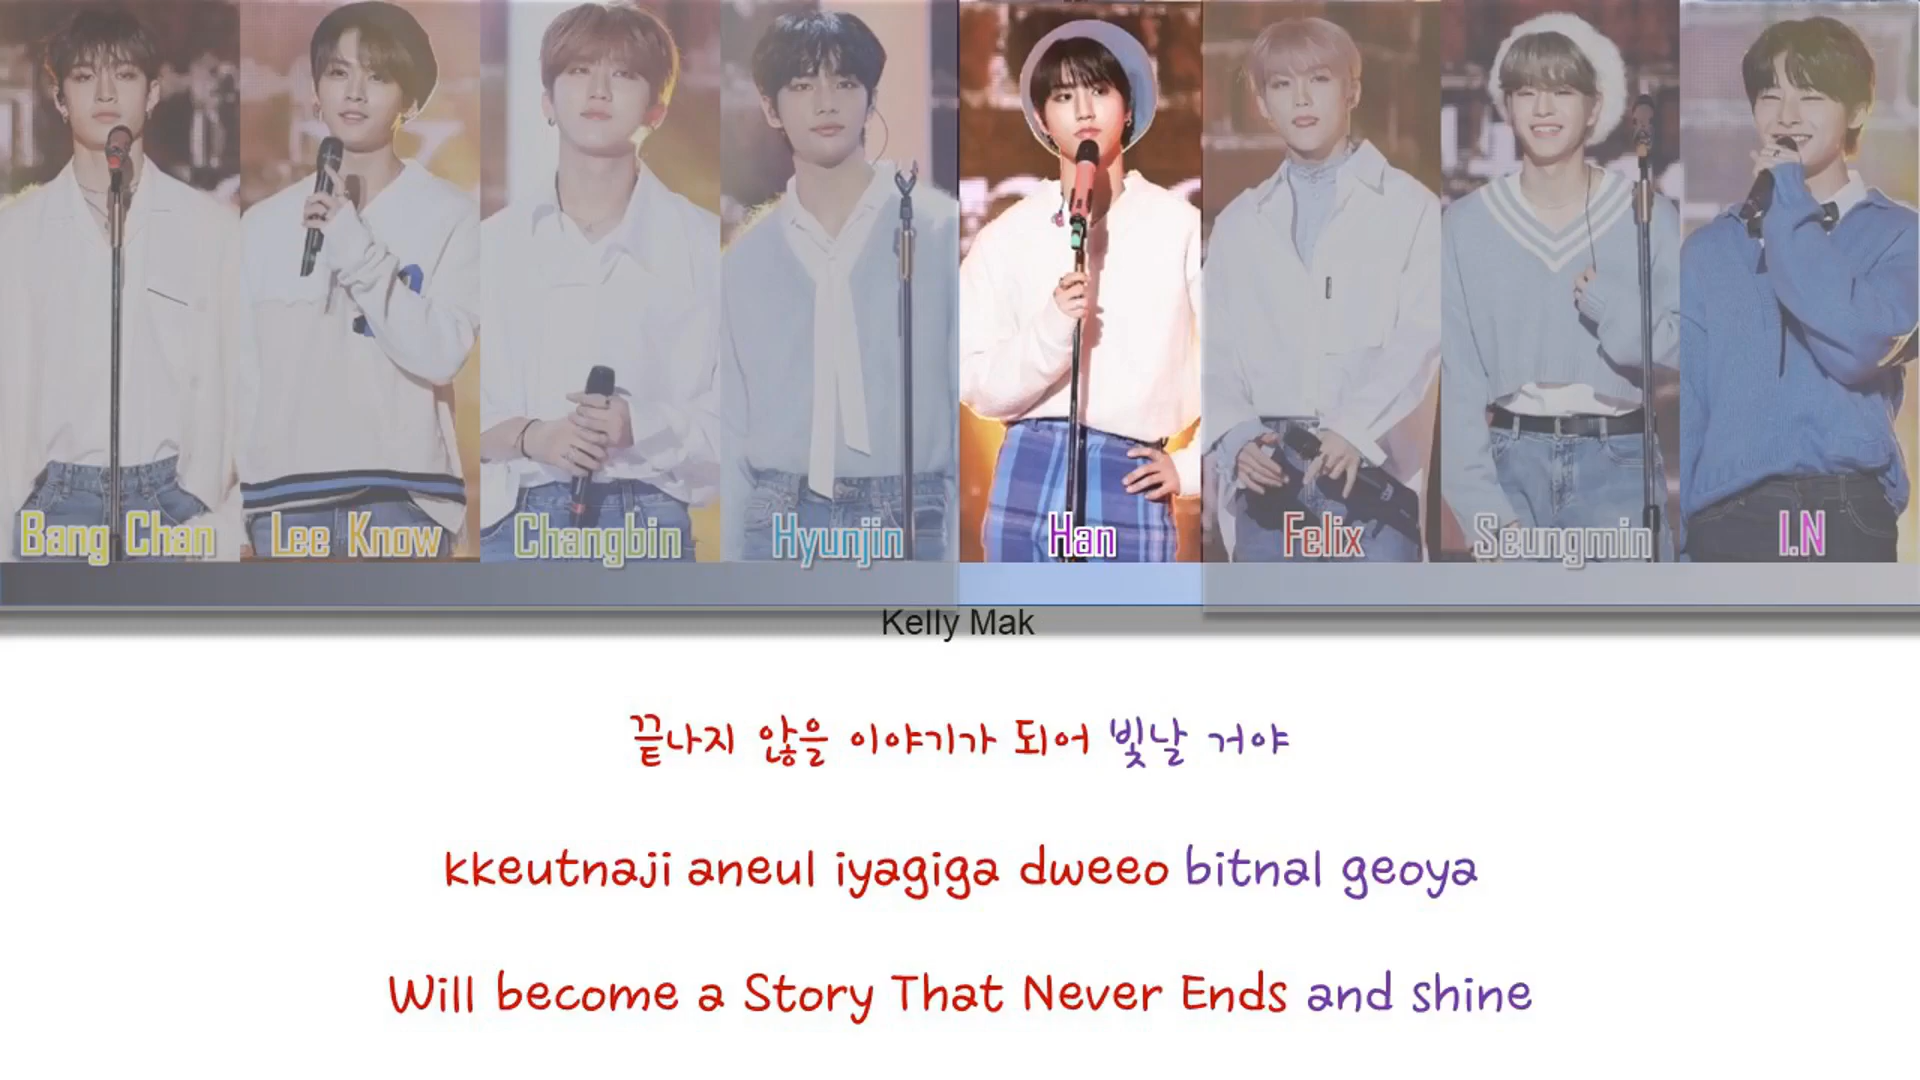 Bang Chan Lee Know Changbin Hyunjin Han Felix Seungmin I.N
Kelly Mak
끝나지 않을 이야기가 되어 빛날 거야
kkeutnaji aneul iyagiga dweeo bitnal geoya
Will become a Story That Never Ends and shine